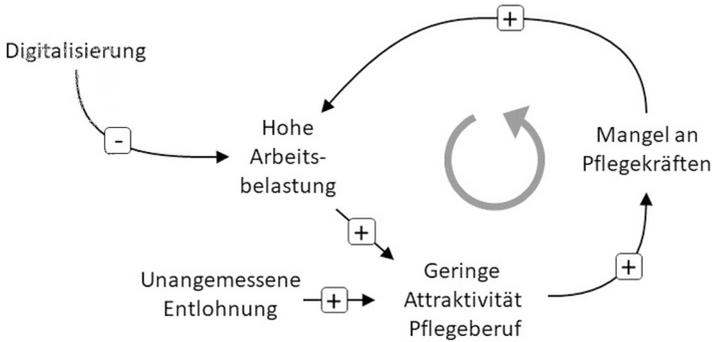 +
Digitalisierung
-
Hohe
Arbeits-
belastung
Mangel an
Pflegekräften
+
Unangemessene
Entlohnung
+
Geringe
Attraktivität
Pflegeberuf
+